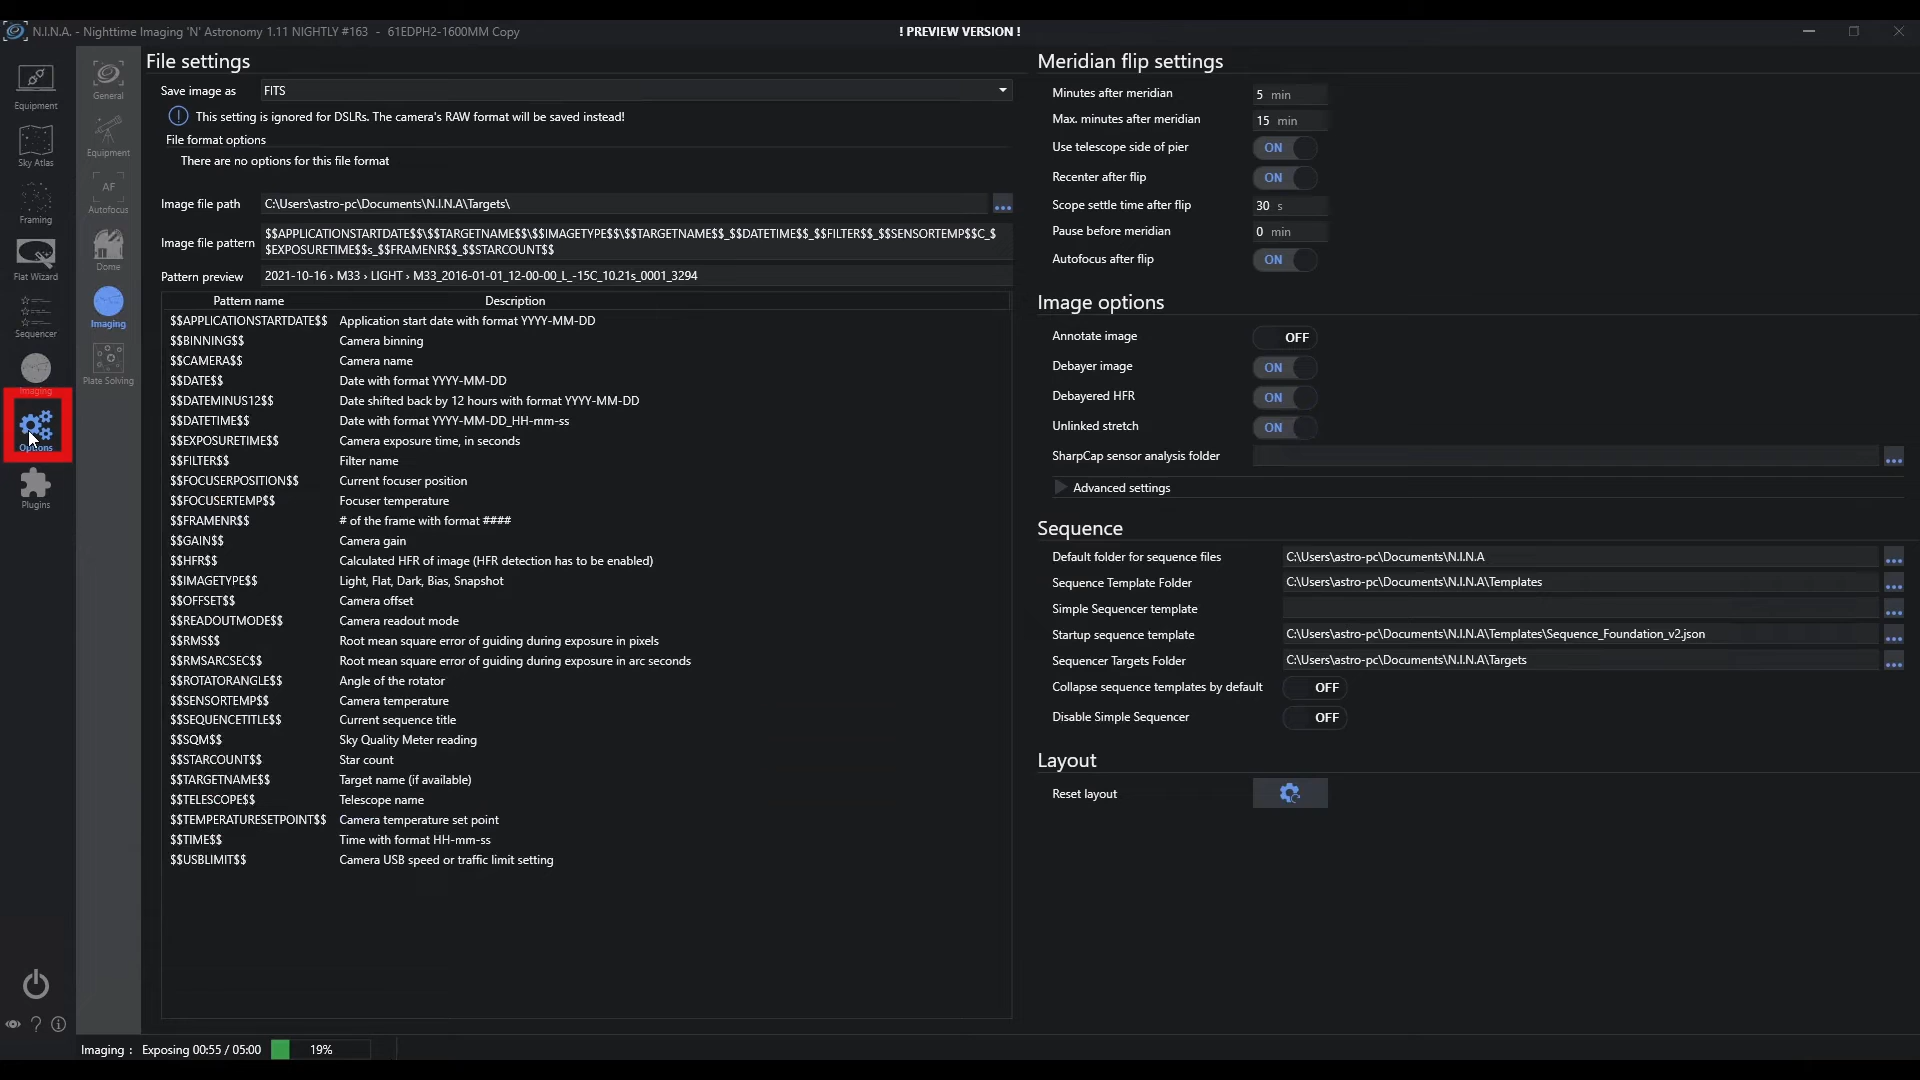 N.I.N.A. - Nighttime Imaging 'N' Astronomy 1.11 NIGHTLY #163 - 61EDPH2-1600MM Copy
! PREVIEW VERSION !
Equipment
Sky Atlas
Framing
Flat Wizard
Sequencer
Imaging
Options
Plugins
General
Equipment
AF
Autofocus
Dome
Imaging
Plate Solving
File settings
Save image as FITS
This setting is ignored for DSLRs. The camera's RAW format will be saved instead!
File format options
There are no options for this file format
Image file path C:\Users\astro-pc\Documents\N.I.N.A\Targets\
Image file pattern $$APPLICATIONSTARTDATE$$\$$TARGETNAME$$\$$IMAGETYPE$$\$$TARGETNAME$$_$$DATETIME$$_$$FILTER$$_$$SENSORTEMP$$C_$
$EXPOSURETIME$$s_$$FRAMENR$$_$$STARCOUNT$$
Pattern preview 2021-10-16 › M33 › LIGHT › M33_2016-01-01_12-00-00_L_-15C_10.21s_0001_3294
Pattern name Description
$$APPLICATIONSTARTDATE$$ Application start date with format YYYY-MM-DD
$$BINNING$$ Camera binning
$$CAMERA$$ Camera name
$$DATE$$ Date with format YYYY-MM-DD
$$DATEMINUS12$$ Date shifted back by 12 hours with format YYYY-MM-DD
$$DATETIME$$ Date with format YYYY-MM-DD_HH-mm-ss
$$EXPOSURETIME$$ Camera exposure time, in seconds
$$FILTER$$ Filter name
$$FOCUSERPOSITION$$ Current focuser position
$$FOCUSERTEMP$$ Focuser temperature
$$FRAMENR$$ # of the frame with format ####
$$GAIN$$ Camera gain
$$HFR$$ Calculated HFR of image (HFR detection has to be enabled)
$$IMAGETYPE$$ Light, Flat, Dark, Bias, Snapshot
$$OFFSET$$ Camera offset
$$READOUTMODE$$ Camera readout mode
$$RMS$$ Root mean square error of guiding during exposure in pixels
$$RMSARCSEC$$ Root mean square error of guiding during exposure in arc seconds
$$ROTATORANGLE$$ Angle of the rotator
$$SENSORTEMP$$ Camera temperature
$$SEQUENCETITLE$$ Current sequence title
$$SQM$$ Sky Quality Meter reading
$$STARCOUNT$$ Star count
$$TARGETNAME$$ Target name (if available)
$$TELESCOPE$$ Telescope name
$$TEMPERATURESETPOINT$$ Camera temperature set point
$$TIME$$ Time with format HH-mm-ss
$$USBLIMIT$$ Camera USB speed or traffic limit setting
Meridian flip settings
Minutes after meridian 5 min
Max. minutes after meridian 15 min
Use telescope side of pier ON
Recenter after flip ON
Scope settle time after flip 30 s
Pause before meridian 0 min
Autofocus after flip ON
Image options
Annotate image OFF
Debayer image ON
Debayered HFR ON
Unlinked stretch ON
SharpCap sensor analysis folder
Advanced settings
Sequence
Default folder for sequence files C:\Users\astro-pc\Documents\N.I.N.A
Sequence Template Folder C:\Users\astro-pc\Documents\N.I.N.A\Templates
Simple Sequencer template
Startup sequence template C:\Users\astro-pc\Documents\N.I.N.A\Templates\Sequence_Foundation_v2.json
Sequencer Targets Folder C:\Users\astro-pc\Documents\N.I.N.A\Targets
Collapse sequence templates by default OFF
Disable Simple Sequencer OFF
Layout
Reset layout
Imaging : Exposing 00:55 / 05:00 19%